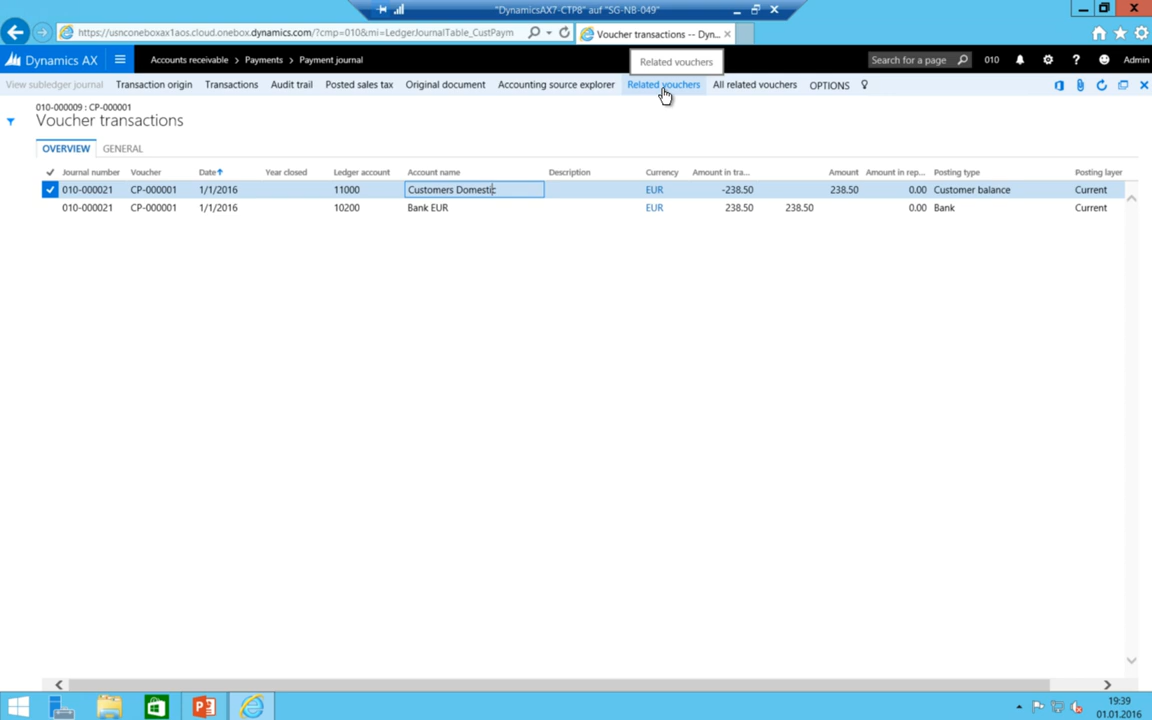 "DynamicsAX7-CTP8" auf "SG-NB-049"
https://usnconeboxax1aos.cloud.onebox.dynamics.com/?cmp=010&mi=LedgerJournalTable_CustPaym
Voucher transactions -- Dyn...
Dynamics AX
Accounts receivable > Payments > Payment journal
Related vouchers
Search for a page
010
Admin
View subledger journal Transaction origin Transactions Audit trail Posted sales tax Original document Accounting source explorer Related vouchers All related vouchers OPTIONS
010-000009 : CP-000001
Voucher transactions
OVERVIEW GENERAL
Journal number Voucher Date Year closed Ledger account Account name Description Currency Amount in tra... Amount Amount in rep... Posting type Posting layer
010-000021 CP-000001 1/1/2016 11000 Customers Domestic EUR -238.50 238.50 0.00 Customer balance Current
010-000021 CP-000001 1/1/2016 10200 Bank EUR EUR 238.50 238.50 0.00 Bank Current
19:39
01.01.2016